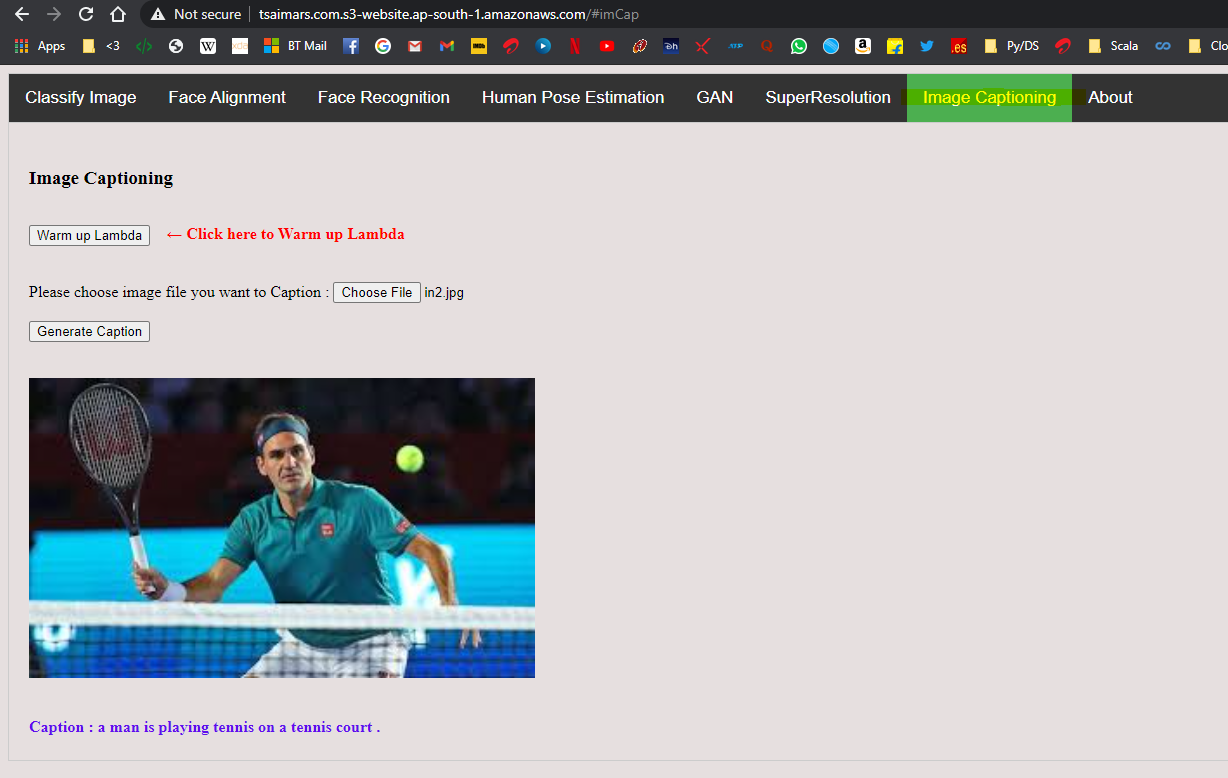 Not secure | tsaimars.com.s3-website.ap-south-1.amazonaws.com/#imCap
Apps <3 </> W xda BT Mail IMDb Py/DS .es Scala Clo
Classify Image Face Alignment Face Recognition Human Pose Estimation GAN SuperResolution Image Captioning About
Image Captioning
Warm up Lambda ← Click here to Warm up Lambda
Please choose image file you want to Caption : Choose File in2.jpg
Generate Caption
Caption : a man is playing tennis on a tennis court .